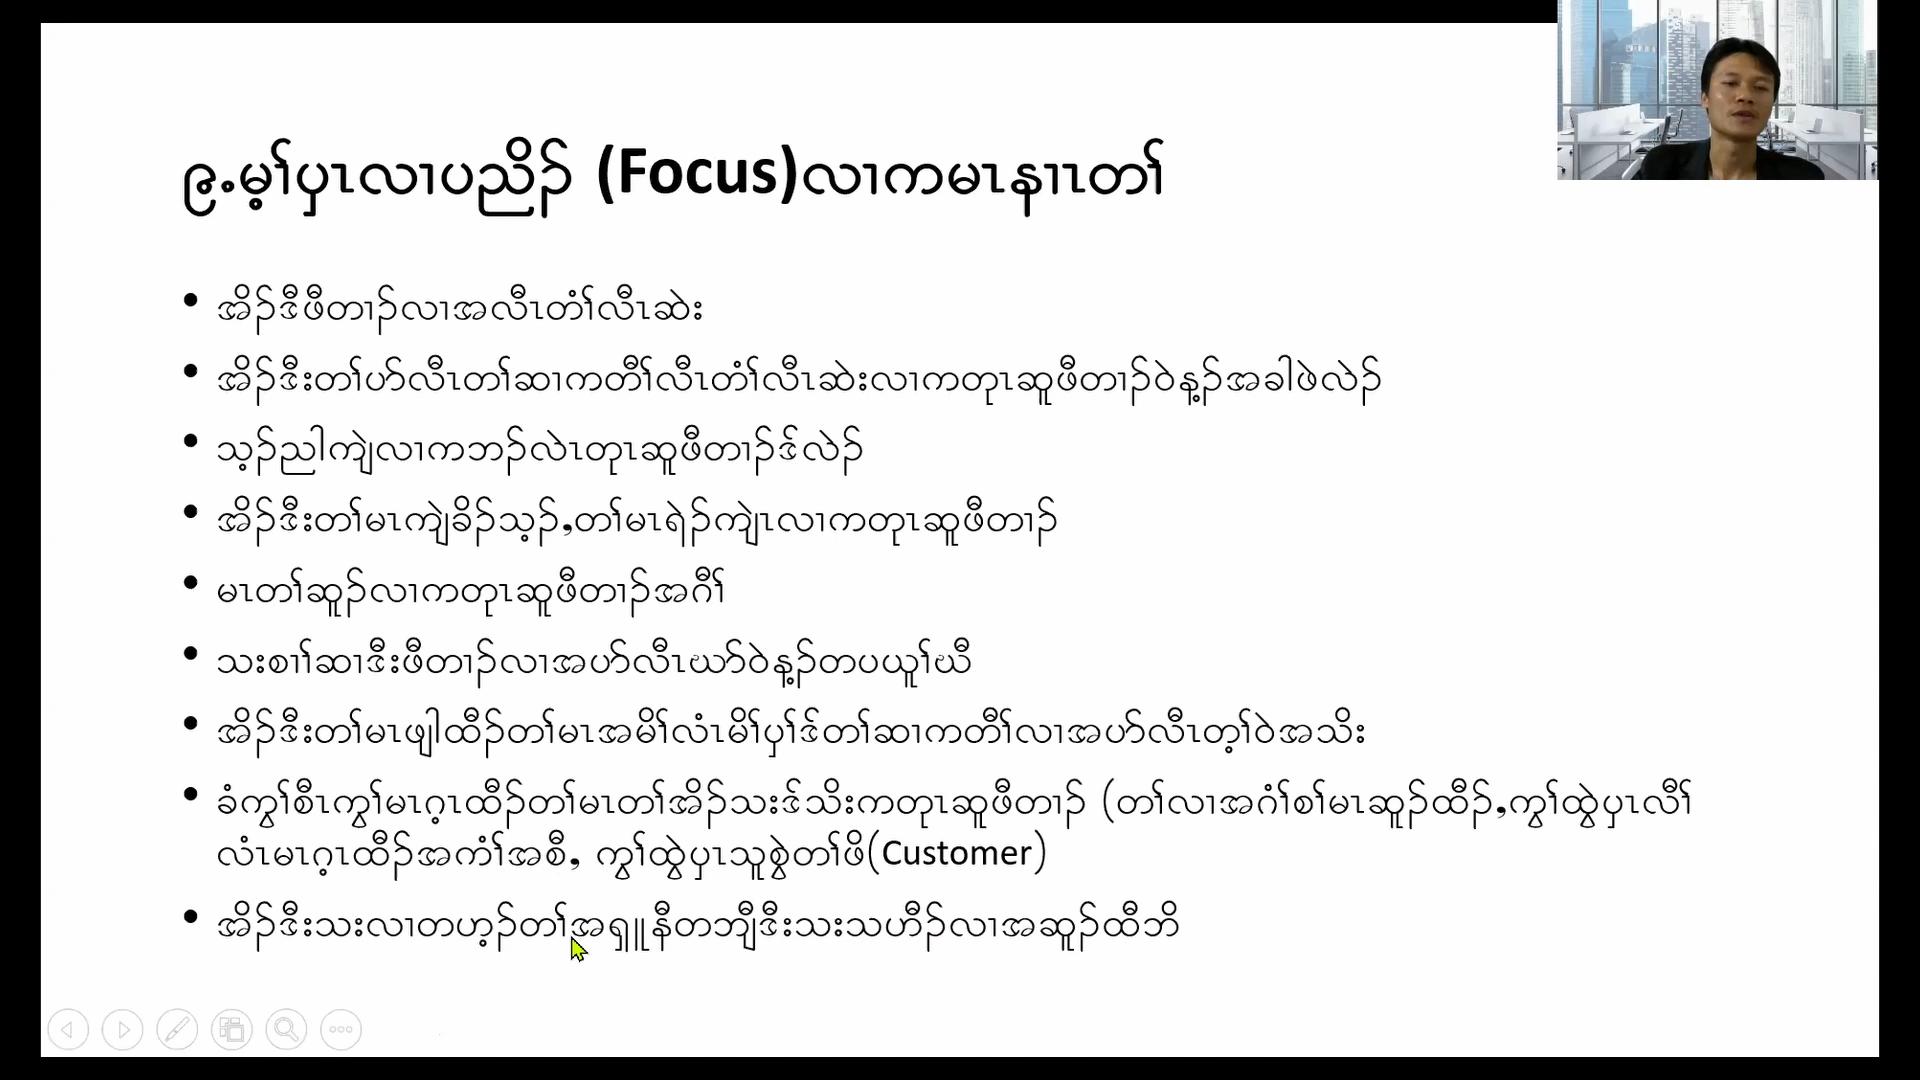 ၉.မ့ၢ်ပှၤလၢပညိၣ် (Focus)လၢကမၤနၢၤတၢ်
• အိၣ်ဒီဖီတၢၣ်လၢအလီၤတံၢ်လီၤဆဲး
• အိၣ်ဒီးတၢ်ပာ်လီၤတၢ်ဆၢကတီၢ်လီၤတံၢ်လီၤဆဲးလၢကတုၤဆူဖီတၢၣ်ဝဲန့ၣ်အခါဖဲလဲၣ်
• သ့ၣ်ညါကျဲလၢကဘၣ်လဲၤတုၤဆူဖီတၢၣ်ဒ်လဲၣ်
• အိၣ်ဒီးတၢ်မၤကျဲခိၣ်သ့ၣ်,တၢ်မၤရဲၣ်ကျဲၤလၢကတုၤဆူဖီတၢၣ်
• မၤတၢ်ဆူၣ်လၢကတုၤဆူဖီတၢၣ်အဂီၢ်
• သးစၢၢ်ဆၢဒီးဖီတၢၣ်လၢအပာ်လီၤဃာ်ဝဲန့ၣ်တပယူၢ်ဃီ
• အိၣ်ဒီးတၢ်မၤဖျါထီၣ်တၢ်မၤအမိၢ်လံၤမိၢ်ပှၢ်ဒ်တၢ်ဆၢကတီၢ်လၢအပာ်လီၤတ့ၢ်ဝဲအသိး
• ခံကွၢ်စီၤကွၢ်မၤဂ့ၤထီၣ်တၢ်မၤတၢ်အိၣ်သးဒ်သိးကတုၤဆူဖီတၢၣ် (တၢ်လၢအဂံၢ်စၢ်မၤဆူၣ်ထီၣ်,ကွၢ်ထွဲပှၤလီၢ်
လံၤမၤဂ့ၤထီၣ်အကံၢ်အစီ, ကွၢ်ထွဲပှၤသူစွဲတၢ်ဖိ(Customer)
• အိၣ်ဒီးသးလၢတဟ့ၣ်တၢ်အရှူနီတဘျီဒီးသးသဟီၣ်လၢအဆူၣ်ထီဘိ